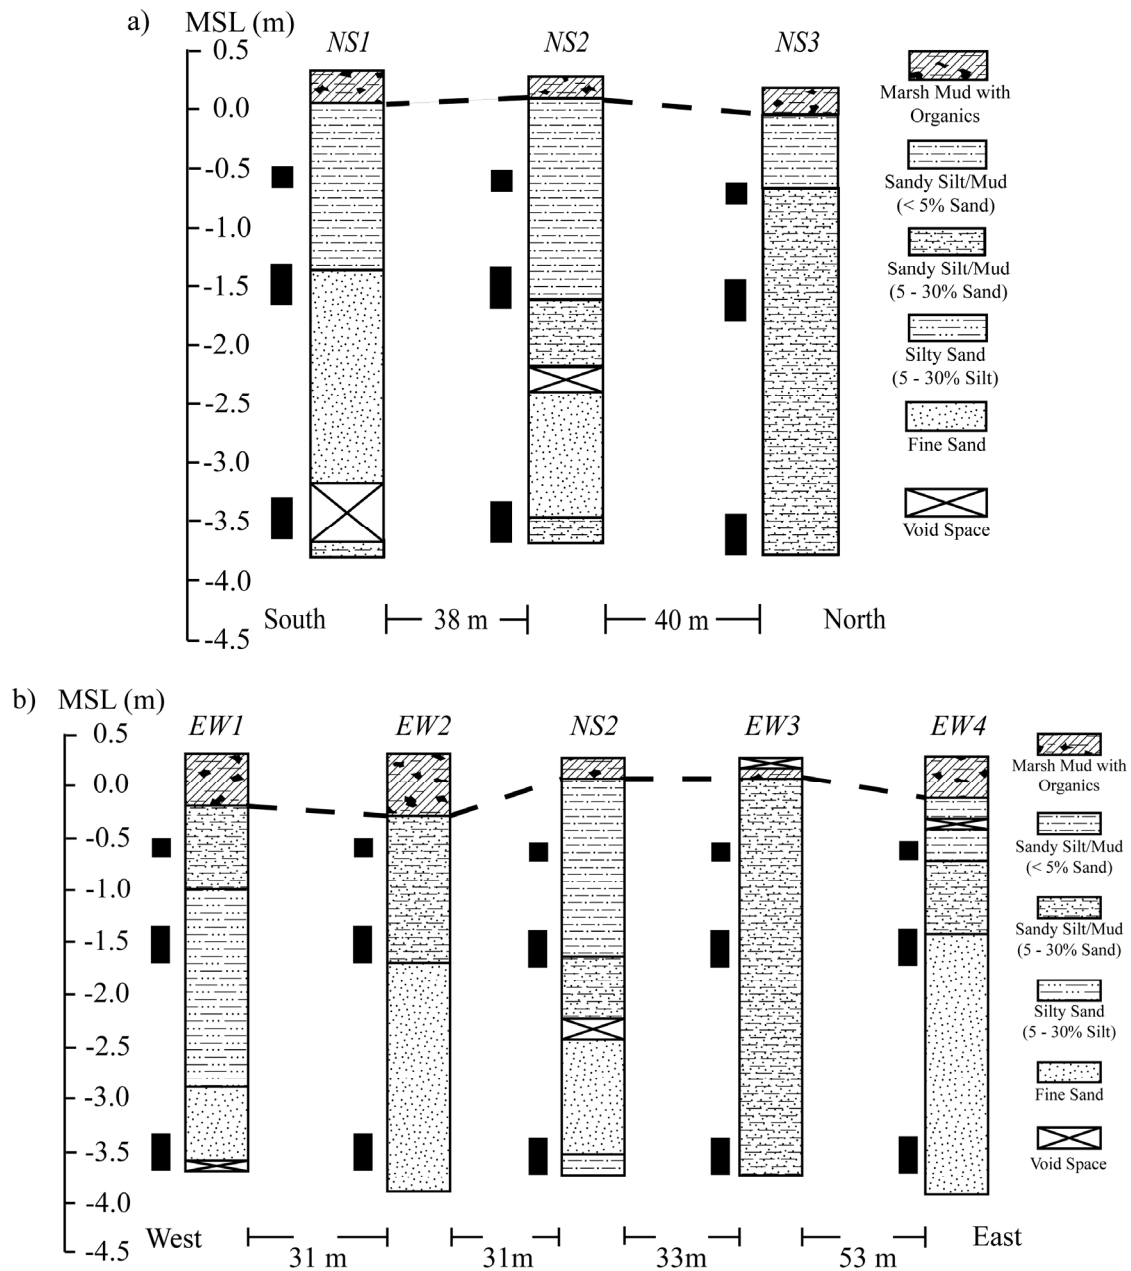 a) MSL (m)
NS1 NS2 NS3
0.5
0.0
-0.5
-1.0
-1.5
-2.0
-2.5
-3.0
-3.5
-4.0
-4.5
Marsh Mud with
Organics
Sandy Silt/Mud
(< 5% Sand)
Sandy Silt/Mud
(5 - 30% Sand)
Silty Sand
(5 - 30% Silt)
Fine Sand
Void Space
South 38 m 40 m North
b) MSL (m)
EW1 EW2 NS2 EW3 EW4
0.5
0.0
-0.5
-1.0
-1.5
-2.0
-2.5
-3.0
-3.5
-4.0
-4.5
Marsh Mud with
Organics
Sandy Silt/Mud
(< 5% Sand)
Sandy Silt/Mud
(5 - 30% Sand)
Silty Sand
(5 - 30% Silt)
Fine Sand
Void Space
West East
31 m 31m 33m 53 m